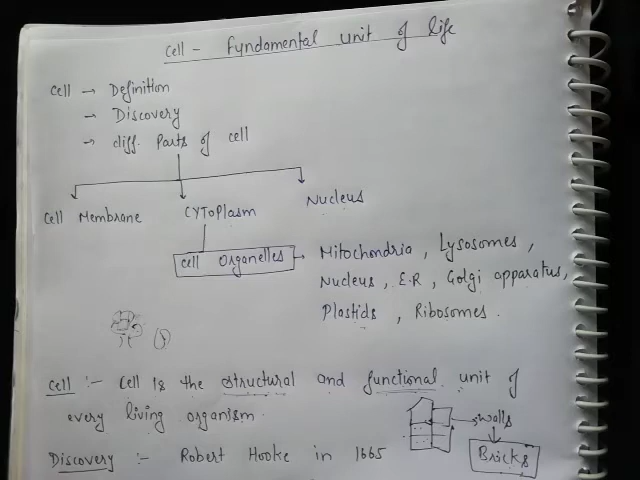 Cell - Fyndamental unit of life
cell → Definition
→ Discovery
→ diff. Parts of cell
Cell Membrane CYToplasm Nucleus
cell Organelles → Mitochondria, Lysosomes,
Nucleus, E.R, Golgi apparatus,
Plastids, Ribosomes.
Cell :- Cell is the structural and functional unit of
every living organism.
→ walls
Discovery :- Robert Hooke in 1665
Bricks